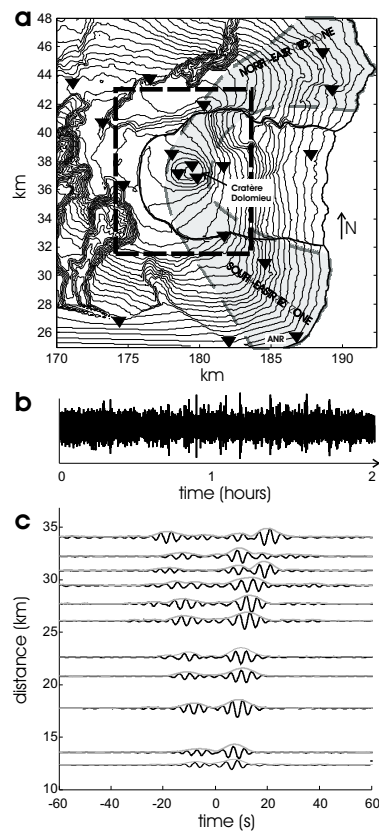 a
48
46
44
42
40
38
36
34
32
30
28
26
km
NORTH-EAST RIFT ZONE
Cratère
Dolomieu
N
SOUTH-EAST RIFT ZONE
ANR
170 175 180 185 190
km
b
0 1 2
time (hours)
c
35
30
25
20
15
10
distance (km)
-60 -40 -20 0 20 40 60
time (s)